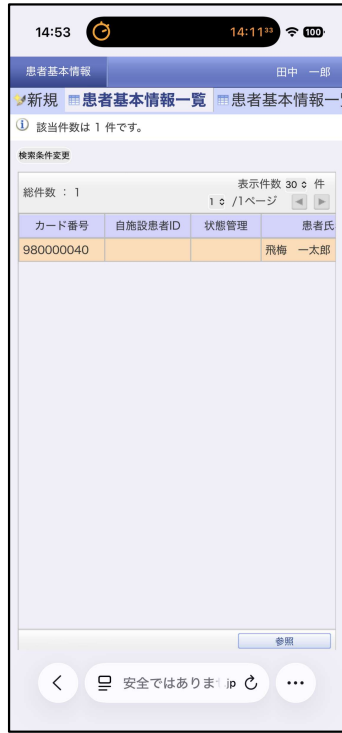 14:53
14:11³³
100
患者基本情報
田中 一郎
新規 患者基本情報一覧 患者基本情報一
該当件数は 1 件です。
検索条件変更
総件数 : 1
表示件数 30 件
1 /1ページ
カード番号 自施設患者ID 状態管理 患者氏
980000040 飛梅 一太郎
参照
安全ではありま jp